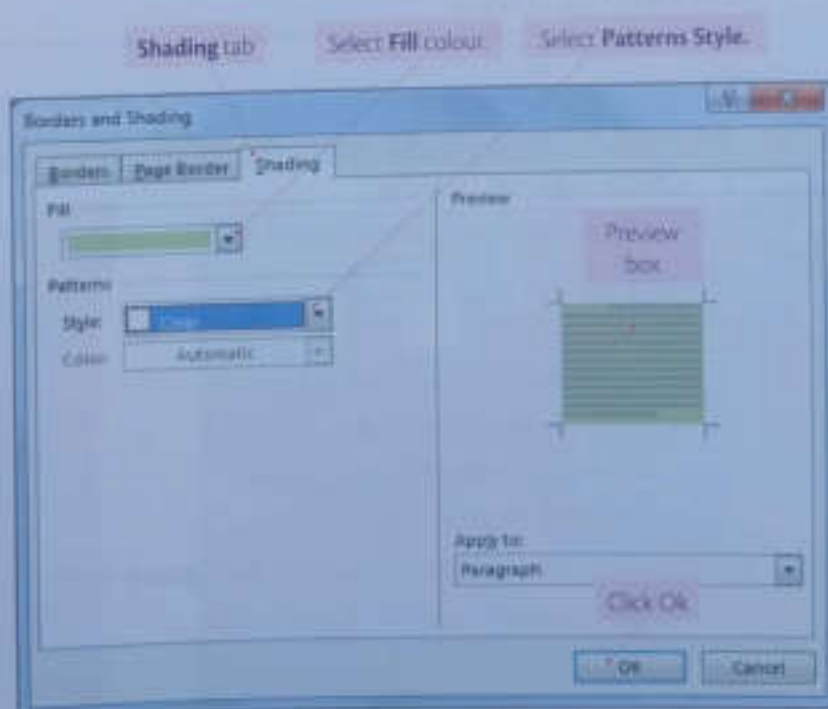 Shading tab
Select Fill colour
Select Patterns Style.
Borders and Shading
Borders
Page Border
Shading
Fill
Preview
Preview
box
Patterns
Style:
Clear
Color:
Automatic
Apply to:
Paragraph
Click Ok
OK
Cancel